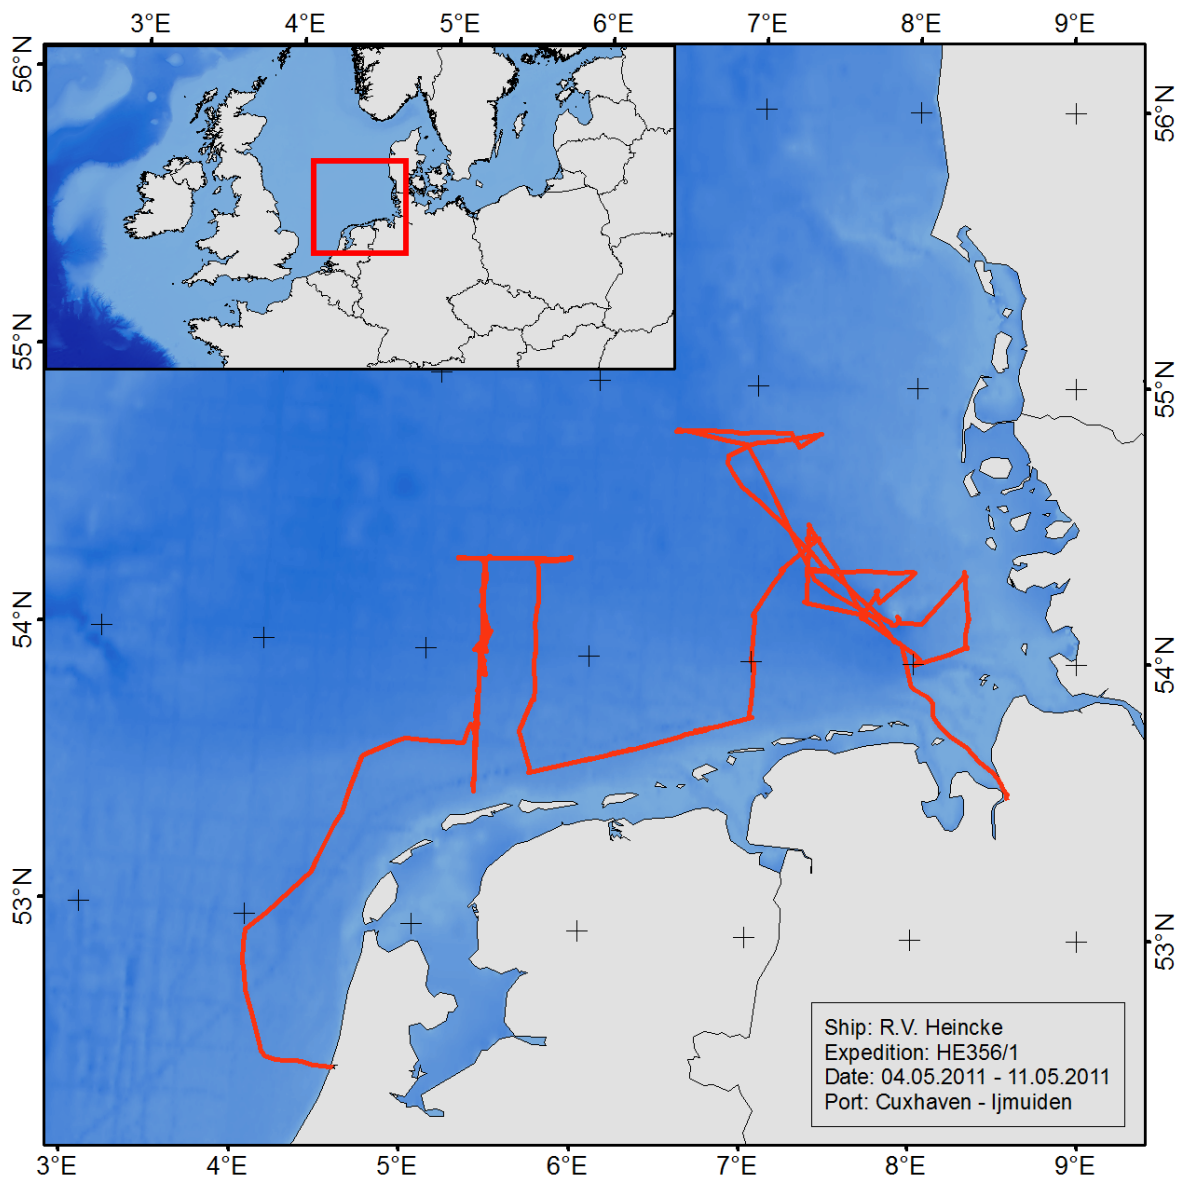 3°E 4°E 5°E 6°E 7°E 8°E 9°E
56°N 56°N
55°N 55°N
54°N 54°N
53°N 53°N
Ship: R.V. Heincke
Expedition: HE356/1
Date: 04.05.2011 - 11.05.2011
Port: Cuxhaven - Ijmuiden
3°E 4°E 5°E 6°E 7°E 8°E 9°E